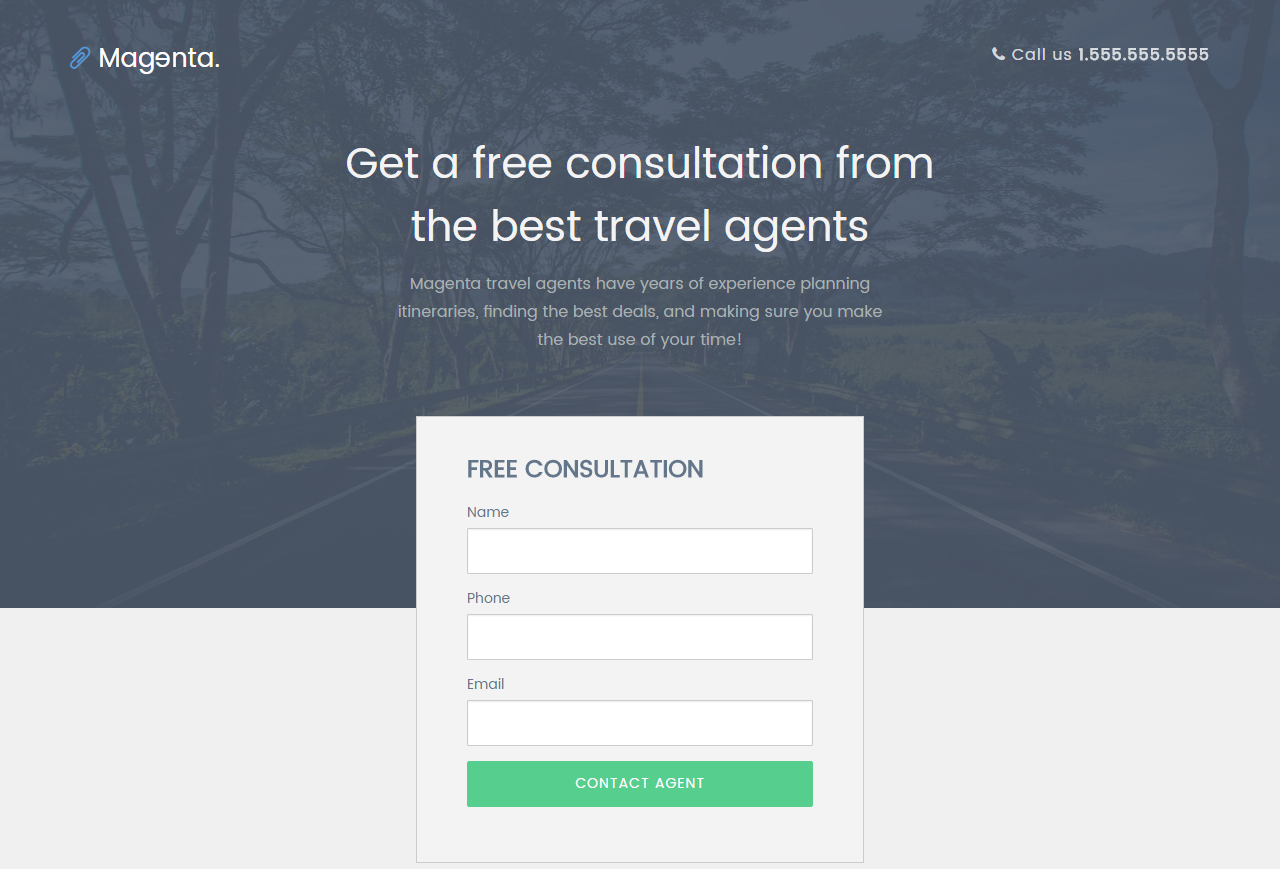 Magenta.
Call us 1.555.555.5555
Get a free consultation from
the best travel agents
Magenta travel agents have years of experience planning
itineraries, finding the best deals, and making sure you make
the best use of your time!
FREE CONSULTATION
Name
Phone
Email
CONTACT AGENT